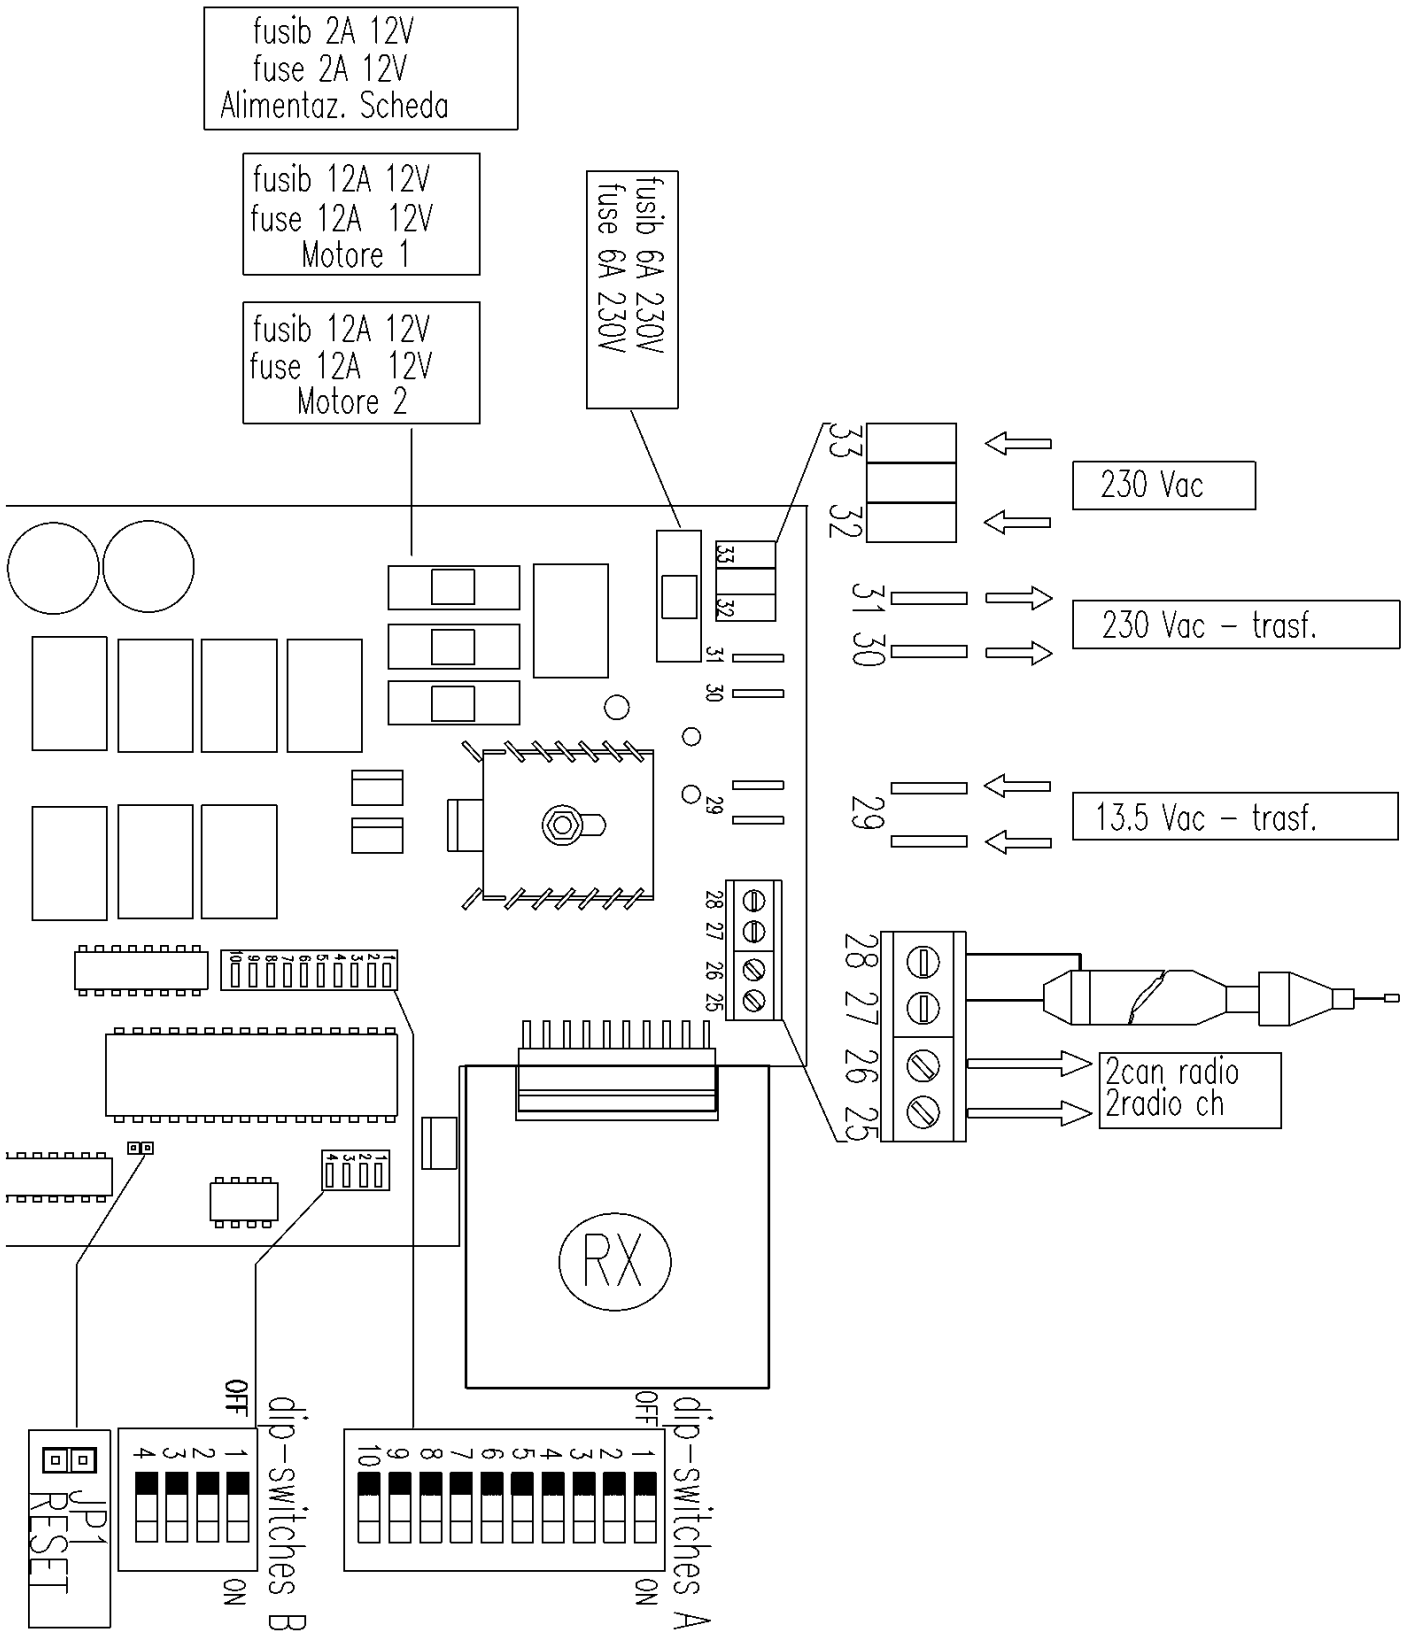 fusib 2A 12V
fuse 2A 12V
Alimentaz. Scheda
fusib 12A 12V
fuse 12A 12V
Motore 1
fusib 12A 12V
fuse 12A 12V
Motore 2
fusib 6A 230V
fuse 6A 230V
33
32
230 Vac
31
30
230 Vac - trasf.
29
13.5 Vac - trasf.
28
27
26
25
2can radio
2radio ch
33
32
31
30
29
28
27
26
25
10 9 8 7 6 5 4 3 2 1
4 3 2 1
RX
JP1
RESET
OFF
4 3 2 1
ON
dip-switches B
OFF
10 9 8 7 6 5 4 3 2 1
ON
dip-switches A